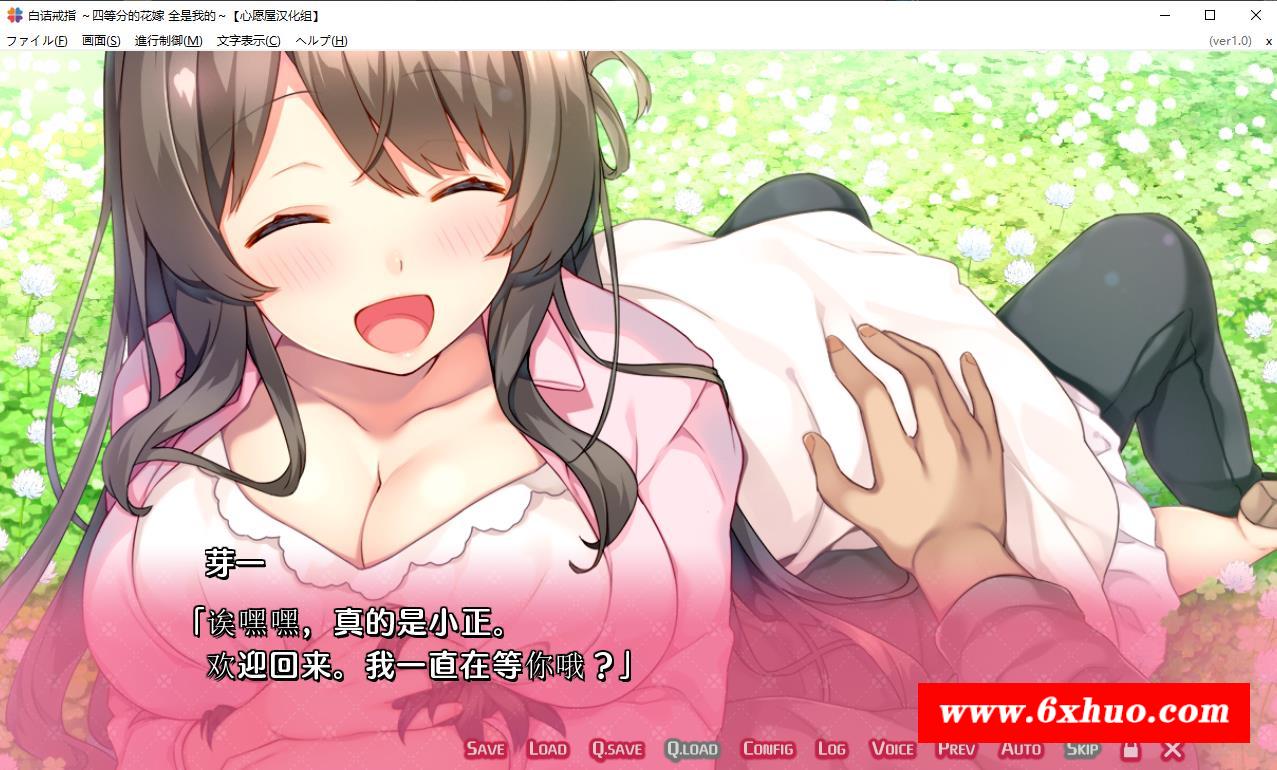 白诘戒指 ～四等分的花嫁 全是我的～【心愿屋汉化组】
ファイル(F) 画面(S) 進行制御(M) 文字表示(C) ヘルプ(H) (ver1.0) x
芽一
「诶嘿嘿，真的是小正。
欢迎回来。我一直在等你哦？」
www.6xhuo.com
SAVE LOAD Q.SAVE Q.LOAD CONFIG LOG VOICE PREV AUTO SKIP